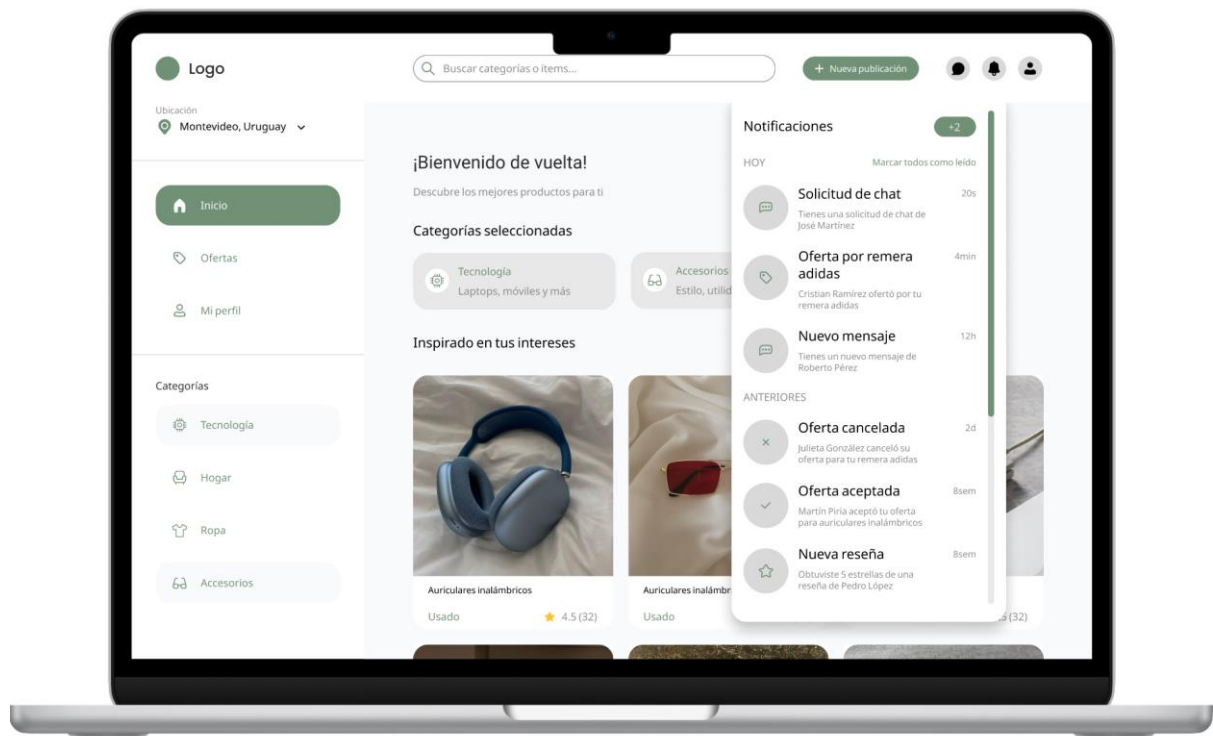 Logo
Buscar categorías o items...
+ Nueva publicación
Ubicación
Montevideo, Uruguay
Inicio
Ofertas
Mi perfil
Categorías
Tecnología
Hogar
Ropa
Accesorios
¡Bienvenido de vuelta!
Descubre los mejores productos para ti
Categorías seleccionadas
Tecnología
Laptops, móviles y más
Accesorios
Estilo, utilid
Inspirado en tus intereses
Auriculares inalámbricos
Usado
4.5 (32)
Auriculares inalámbr
Usado
.5 (32)
Notificaciones
+2
HOY
Marcar todos como leído
Solicitud de chat
20s
Tienes una solicitud de chat de
José Martínez
Oferta por remera
adidas
4min
Cristian Ramírez ofertó por tu
remera adidas
Nuevo mensaje
12h
Tienes un nuevo mensaje de
Roberto Pérez
ANTERIORES
Oferta cancelada
2d
Julieta González canceló su
oferta para tu remera adidas
Oferta aceptada
8sem
Martín Piria aceptó tu oferta
para auriculares inalámbricos
Nueva reseña
8sem
Obtuviste 5 estrellas de una
reseña de Pedro López